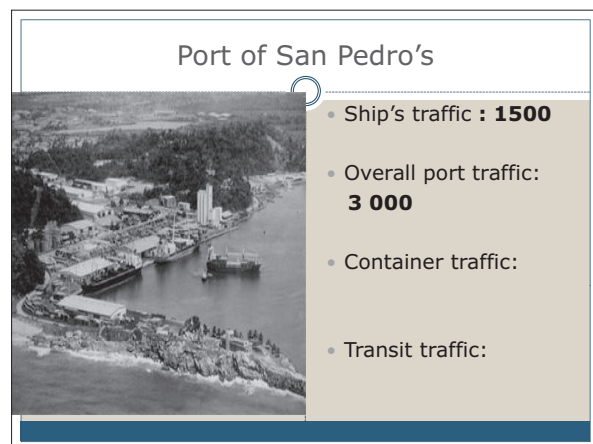 Port of San Pedro's
Ship's traffic : 1500
Overall port traffic:
3 000
Container traffic:
Transit traffic: